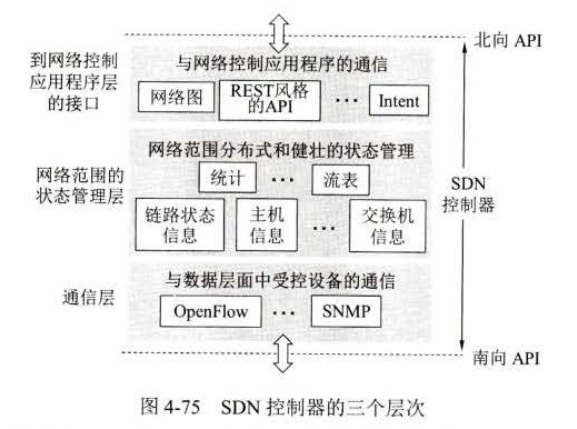 北向 API
到网络控制
应用程序层
的接口
与网络控制应用程序的通信
网络图
REST风格
的API
…
Intent
网络范围的
状态管理层
网络范围分布式和健壮的状态管理
统计
…
流表
链路状态
信息
主机
信息
…
交换机
信息
SDN
控制器
通信层
与数据层面中受控设备的通信
OpenFlow
…
SNMP
南向 API
图 4-75 SDN 控制器的三个层次